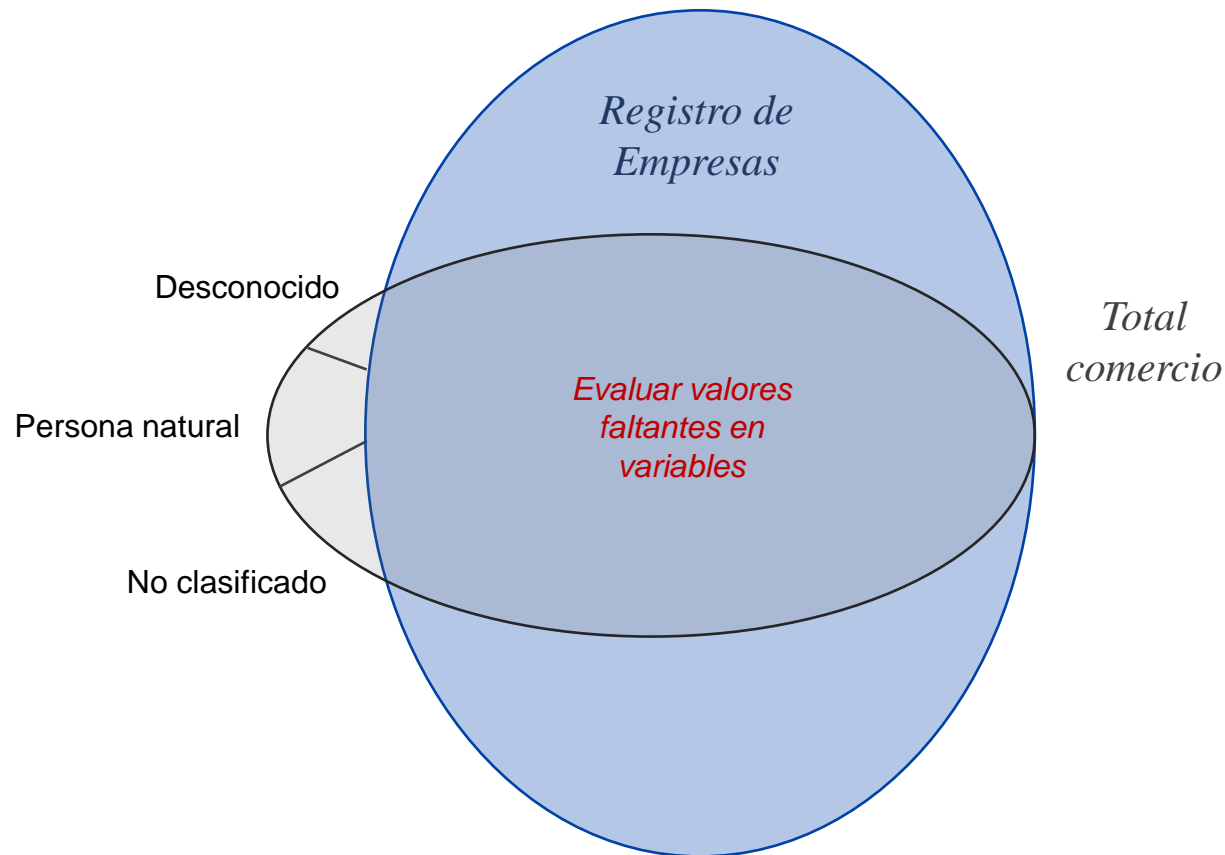 Registro de
Empresas
Desconocido
Total
comercio
Evaluar valores
faltantes en
variables
Persona natural
No clasificado